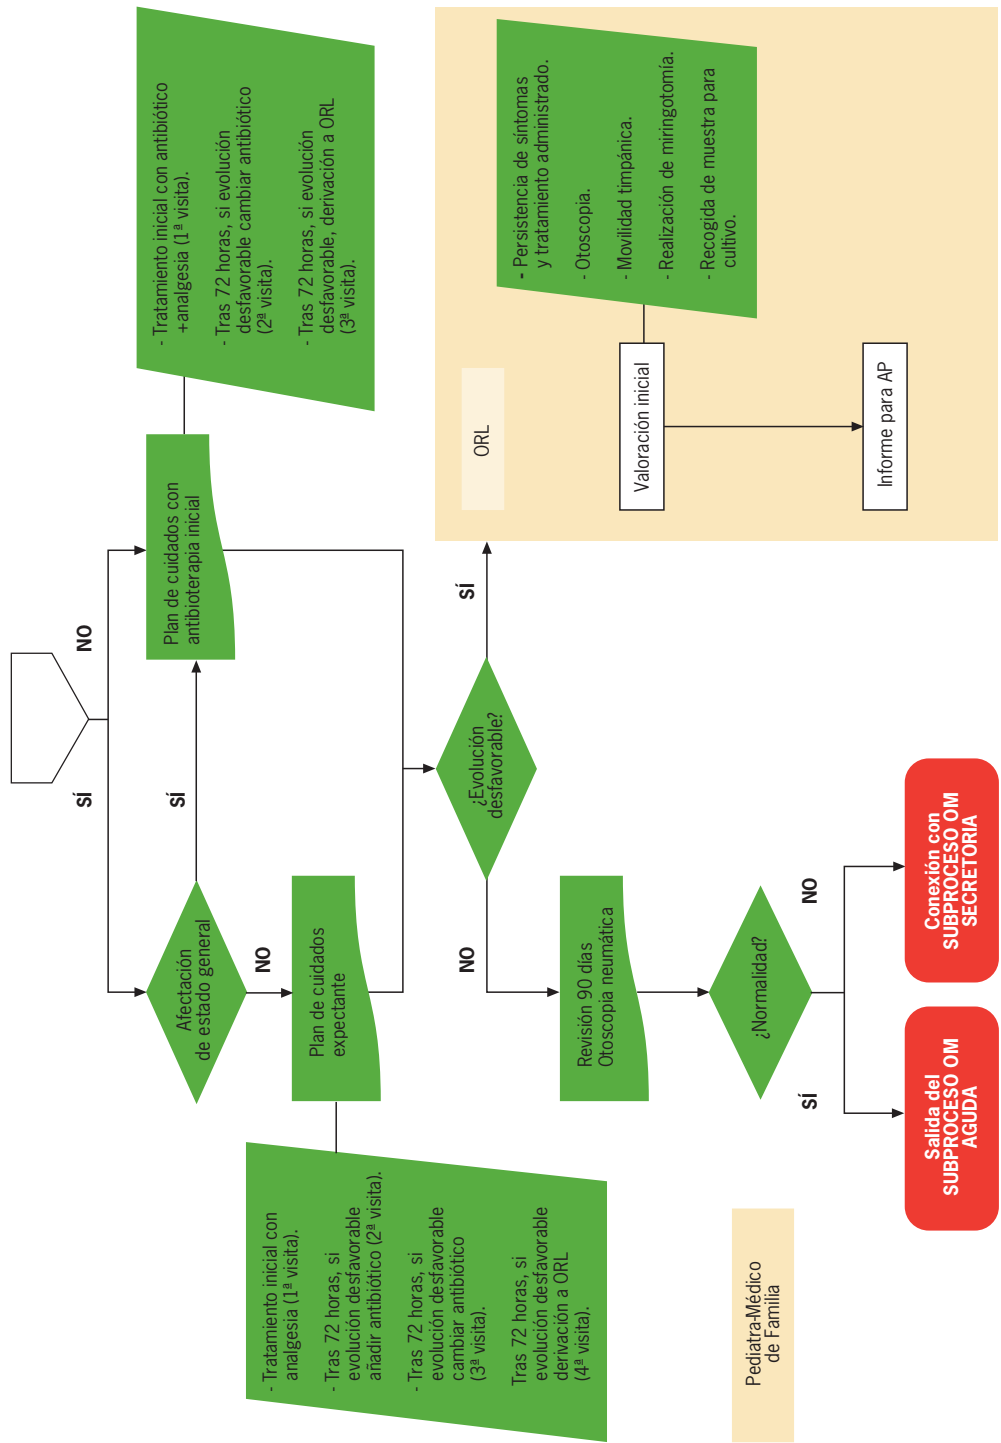 SÍ
NO
Afectación
de estado general
SÍ
NO
Plan de cuidados con
antibioterapia inicial
- Tratamiento inicial con antibiótico
+analgesia (1ª visita).
- Tras 72 horas, si evolución
desfavorable cambiar antibiótico
(2ª visita).
- Tras 72 horas, si evolución
desfavorable, derivación a ORL
(3ª visita).
Plan de cuidados
expectante
- Tratamiento inicial con
analgesia (1ª visita).
- Tras 72 horas, si
evolución desfavorable
añadir antibiótico (2ª visita).
- Tras 72 horas, si
evolución desfavorable
cambiar antibiótico
(3ª visita).
Tras 72 horas, si
evolución desfavorable
derivación a ORL
(4ª visita).
¿Evolución
desfavorable?
NO
SÍ
ORL
Valoración inicial
- Persistencia de síntomas
y tratamiento administrado.
- Otoscopia.
- Movilidad timpánica.
- Realización de miringotomía.
- Recogida de muestra para
cultivo.
Informe para AP
Revisión 90 días
Otoscopia neumática
¿Normalidad?
SÍ
NO
Salida del
SUBPROCESO OM
AGUDA
Conexión con
SUBPROCESO OM
SECRETORIA
Pediatra-Médico
de Familia